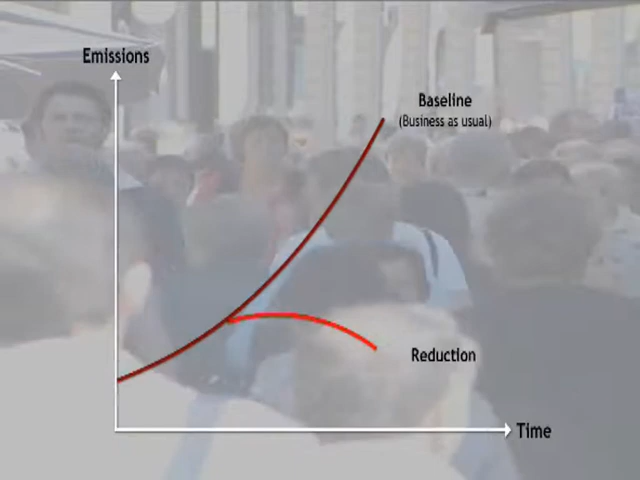 Emissions
Baseline
(Business as usual)
Reduction
Time